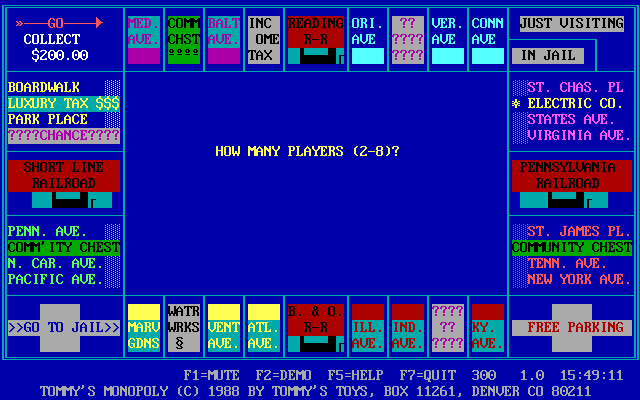 » GO
COLLECT
$200.00
MED.
AVE.
COMM
CHST
BALT
AVE.
INC
OME
TAX
READING
R-R
ORI.
AVE
??
????
????
VER.
AVE
CONN
AVE
JUST VISITING
IN JAIL
BOARDWALK
LUXURY TAX $$$
PARK PLACE
????CHANCE????
ST. CHAS. PL
* ELECTRIC CO.
STATES AVE.
VIRGINIA AVE.
HOW MANY PLAYERS (2-8)?
SHORT LINE
RAILROAD
PENNSYLVANIA
RAILROAD
PENN. AVE.
COMM'ITY CHEST
N. CAR. AVE.
PACIFIC AVE.
ST. JAMES PL.
COMMUNITY CHEST
TENN. AVE.
NEW YORK AVE.
>>GO TO JAIL>>
MARV
GDNS
WATR
WRKS
§
VENT
AVE.
ATL.
AVE.
B. & O.
R-R
ILL.
AVE.
IND.
AVE.
????
??
????
KY.
AVE.
FREE PARKING
F1=MUTE F2=DEMO F5=HELP F7=QUIT 300 1.0 15:49:11
TOMMY'S MONOPOLY (C) 1988 BY TOMMY'S TOYS, BOX 11261, DENVER CO 80211